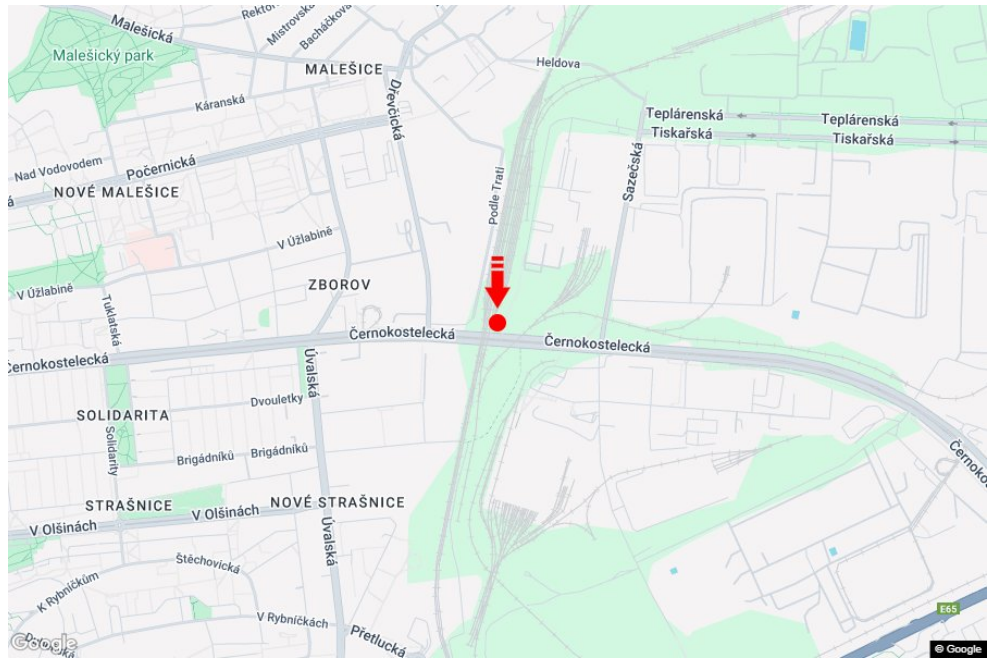 Rektor
Mistrovská
Bacháčkova
Malešická
Malešický park
MALEŠICE
Heldova
Káranská
Dřevčická
Teplárenská
Teplárenská
Tiskařská
Tiskařská
Počernická
Nad Vodovodem
NOVÉ MALEŠICE
Podle Trati
Sazečská
V Úžlabině
V Úžlabině
ZBOROV
Tuklatská
Černokostelecká
Černokostelecká
Černokostelecká
Úvalská
Dvouletky
SOLIDARITA
Solidarity
Brigádníků
Brigádníků
Černokos
STRAŠNICE
NOVÉ STRAŠNICE
V Olšinách
V Olšinách
Úvalská
Štěchovická
K Rybníčkům
V Rybníčkách
Přetlucká
E65
Google
© Google